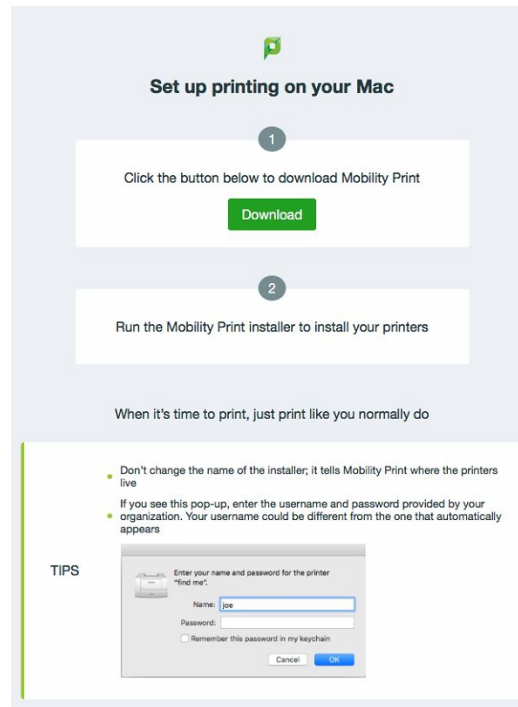 Set up printing on your Mac
1
Click the button below to download Mobility Print
Download
2
Run the Mobility Print installer to install your printers
When it's time to print, just print like you normally do
TIPS
Don't change the name of the installer; it tells Mobility Print where the printers
live
If you see this pop-up, enter the username and password provided by your
organization. Your username could be different from the one that automatically
appears
Enter your name and password for the printer
"find me".
Name: joe
Password:
Remember this password in my keychain
Cancel OK